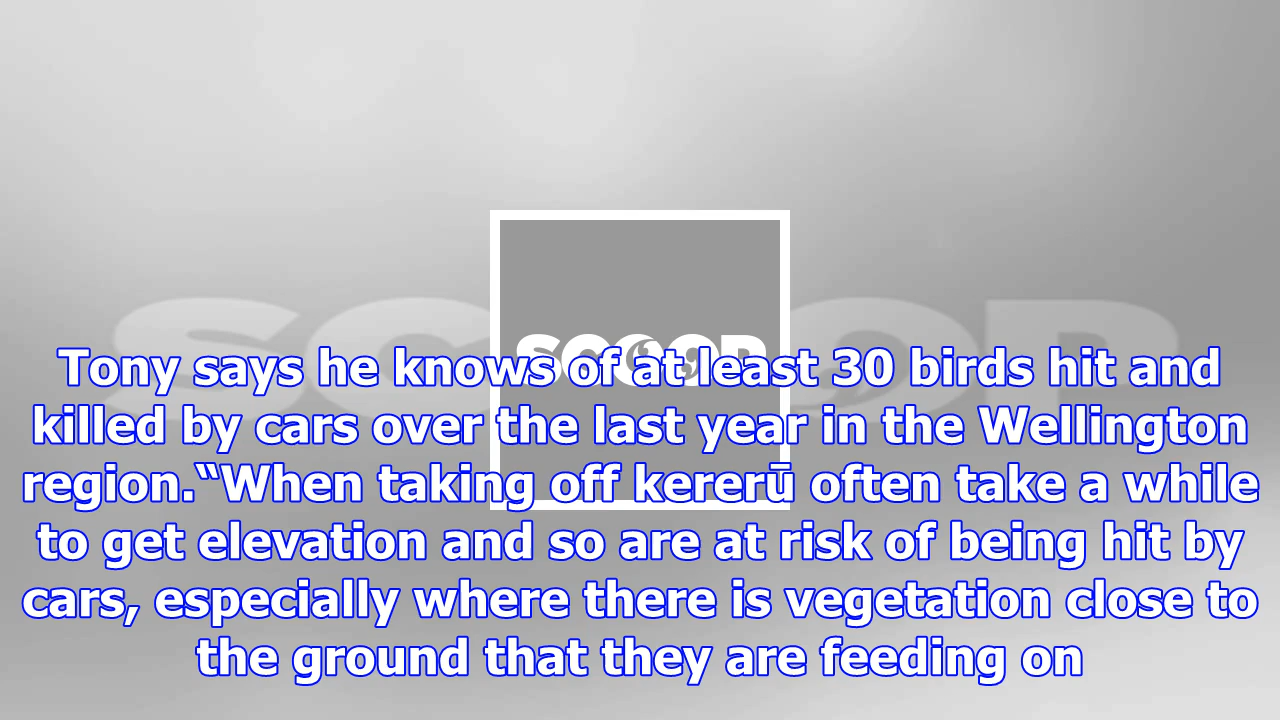 SCOOP
SCOOP
Tony says he knows of at least 30 birds hit and
killed by cars over the last year in the Wellington
region.“When taking off kererū often take a while
to get elevation and so are at risk of being hit by
cars, especially where there is vegetation close to
the ground that they are feeding on